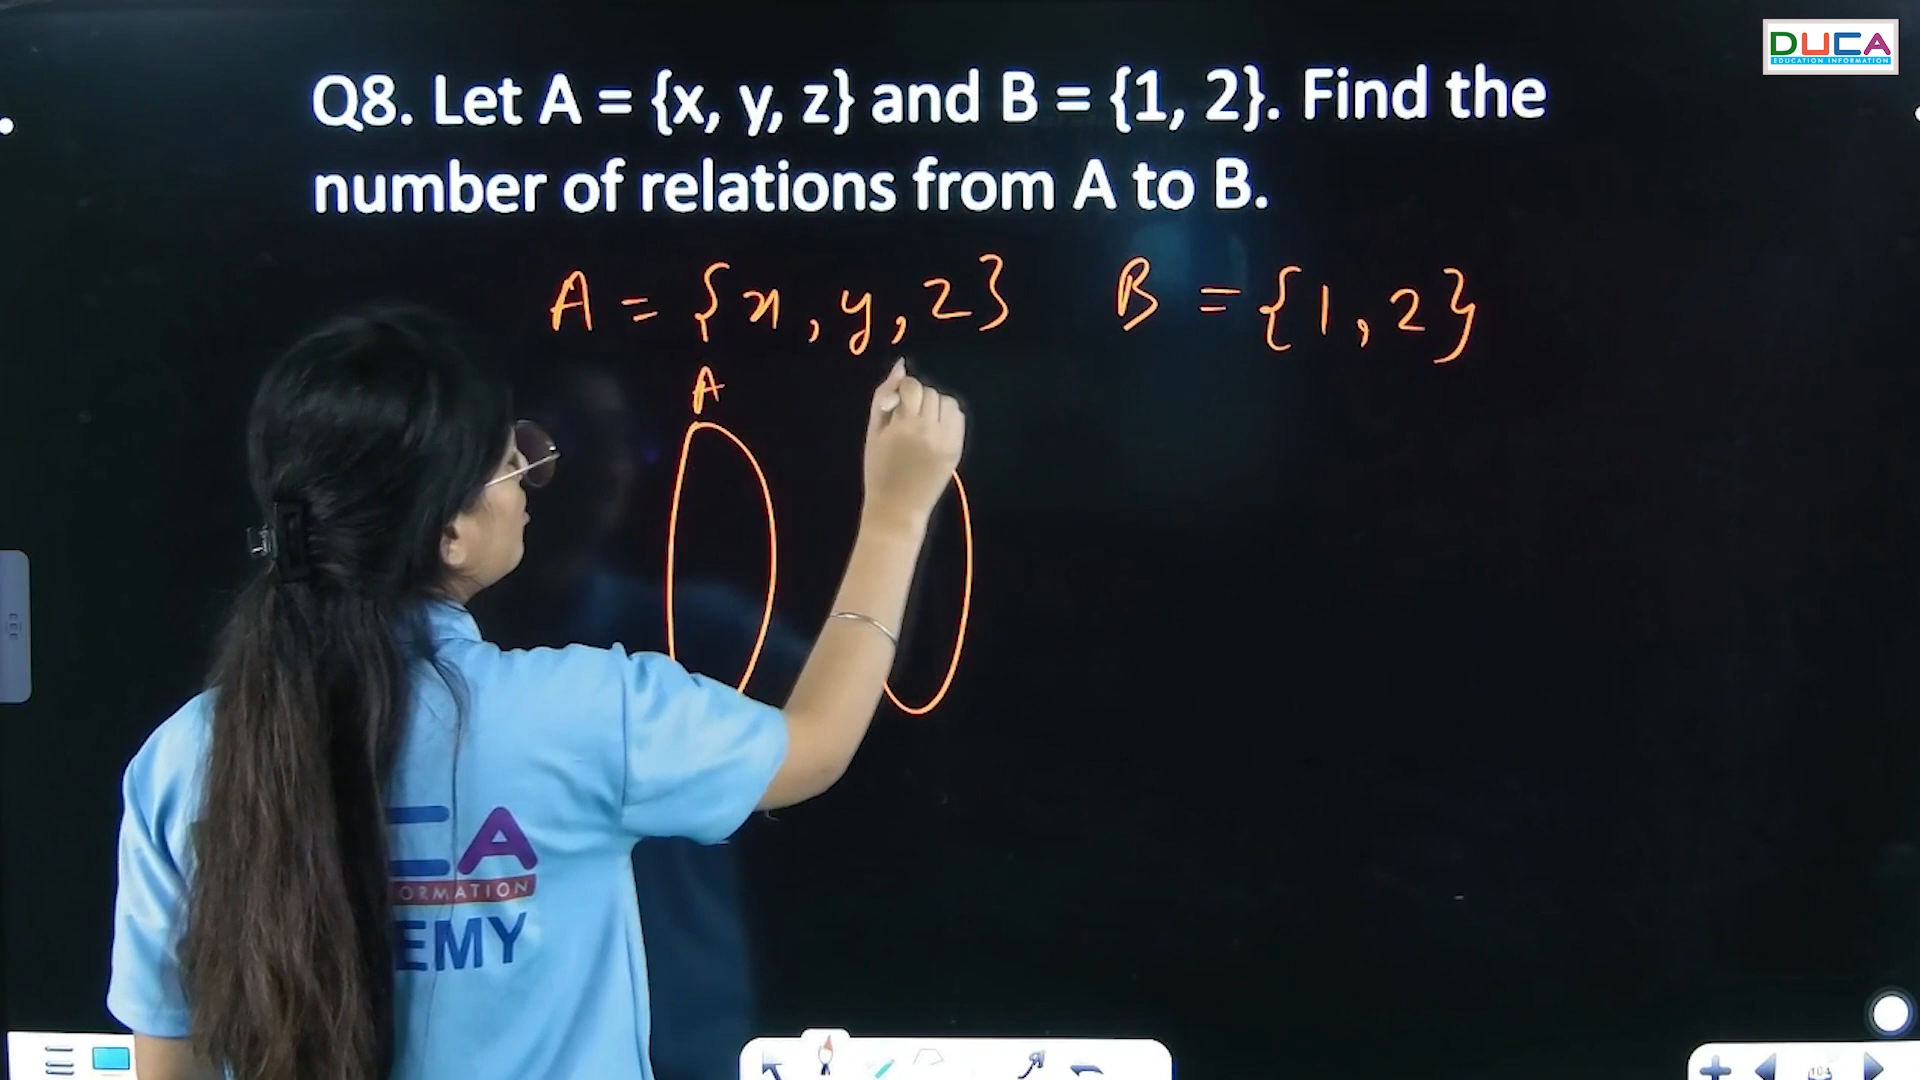 DUCA
EDUCATION INFORMATION
Q8. Let A = {x, y, z} and B = {1, 2}. Find the
number of relations from A to B.
A = {x, y, z} B = {1, 2}
A
CA
ORMATION
EMY